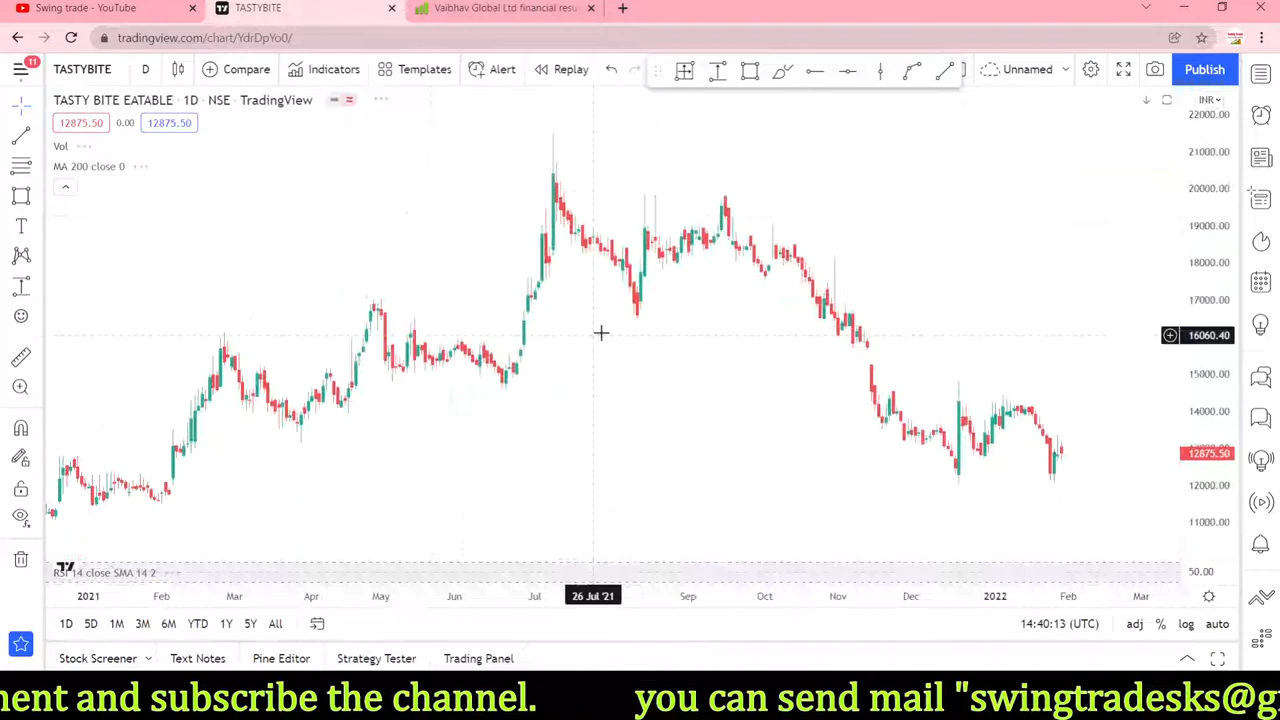 Swing trade - YouTube
TASTYBITE
Vaibhav Global Ltd financial resu
tradingview.com/chart/YdrDpYo0/
11
TASTYBITE
D
Compare
Indicators
Templates
Alert
Replay
Unnamed
Publish
TASTY BITE EATABLE · 1D · NSE · TradingView
INR
12875.50
0.00
12875.50
Vol
MA 200 close 0
22000.00
21000.00
20000.00
19000.00
18000.00
17000.00
16060.40
15000.00
14000.00
12875.50
12000.00
11000.00
50.00
RSI 14 close SMA 14 2
2021
Feb
Mar
Apr
May
Jun
Jul
26 Jul '21
Sep
Oct
Nov
Dec
2022
Feb
Mar
1D
5D
1M
3M
6M
YTD
1Y
5Y
All
14:40:13 (UTC)
adj
%
log
auto
Stock Screener
Text Notes
Pine Editor
Strategy Tester
Trading Panel
nent and subscribe the channel.
you can send mail "swingtradesks@g